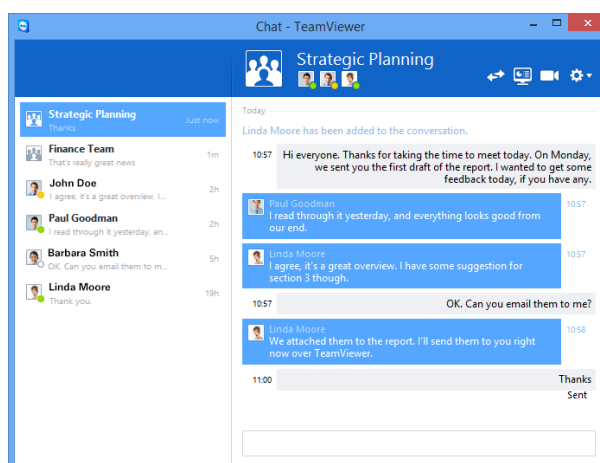 Chat - TeamViewer
Strategic Planning
Strategic Planning
Thanks
Just now
Finance Team
That's really great news
1m
John Doe
I agree, it's a great overview. I...
2h
Paul Goodman
I read through it yesterday, an...
2h
Barbara Smith
OK. Can you email them to m...
5h
Linda Moore
Thank you.
19h
Today
Linda Moore has been added to the conversation.
10:57
Hi everyone. Thanks for taking the time to meet today. On Monday,
we sent you the first draft of the report. I wanted to get some
feedback today, if you have any.
Paul Goodman
10:57
I read through it yesterday, and everything looks good from
our end.
Linda Moore
10:57
I agree, it's a great overview. I have some suggestion for
section 3 though.
10:57
OK. Can you email them to me?
Linda Moore
10:58
We attached them to the report. I'll send them to you right
now over TeamViewer.
11:00
Thanks
Sent